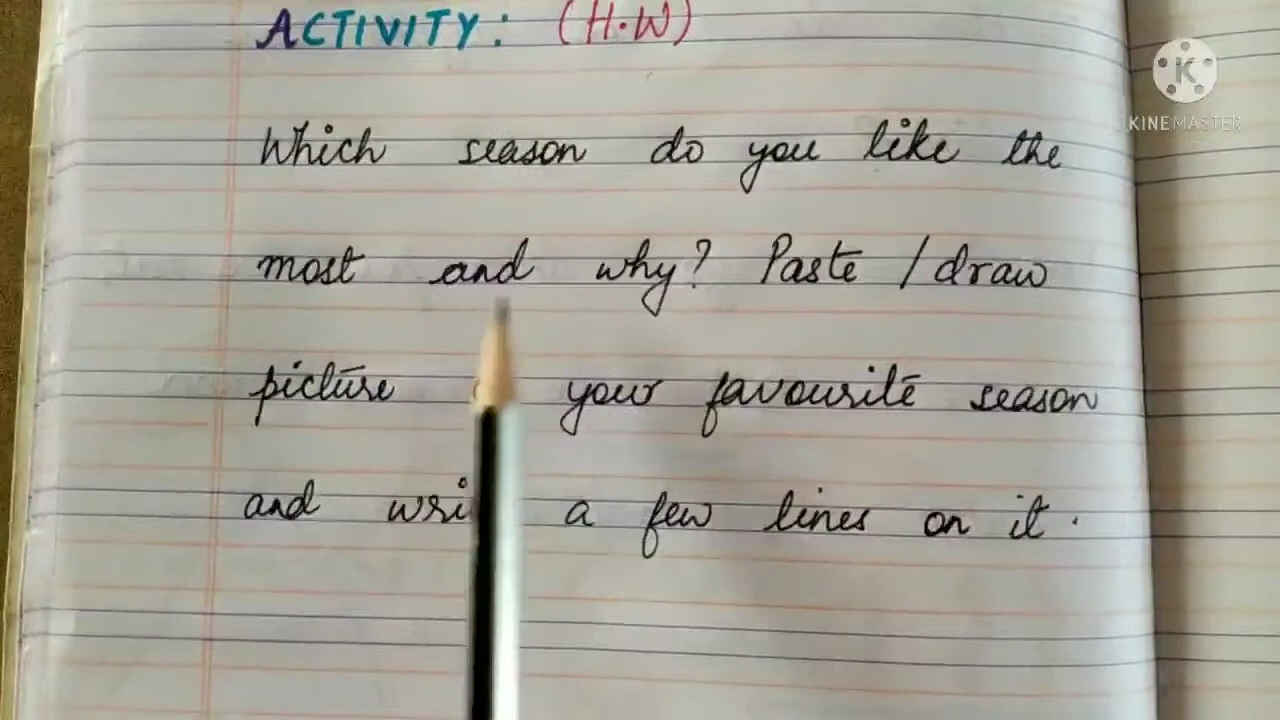 ACTIVITY: (H.W)
Which season do you like the
most and why? Paste / draw
picture your favourite season
and a few lines on it.
KINEMASTER